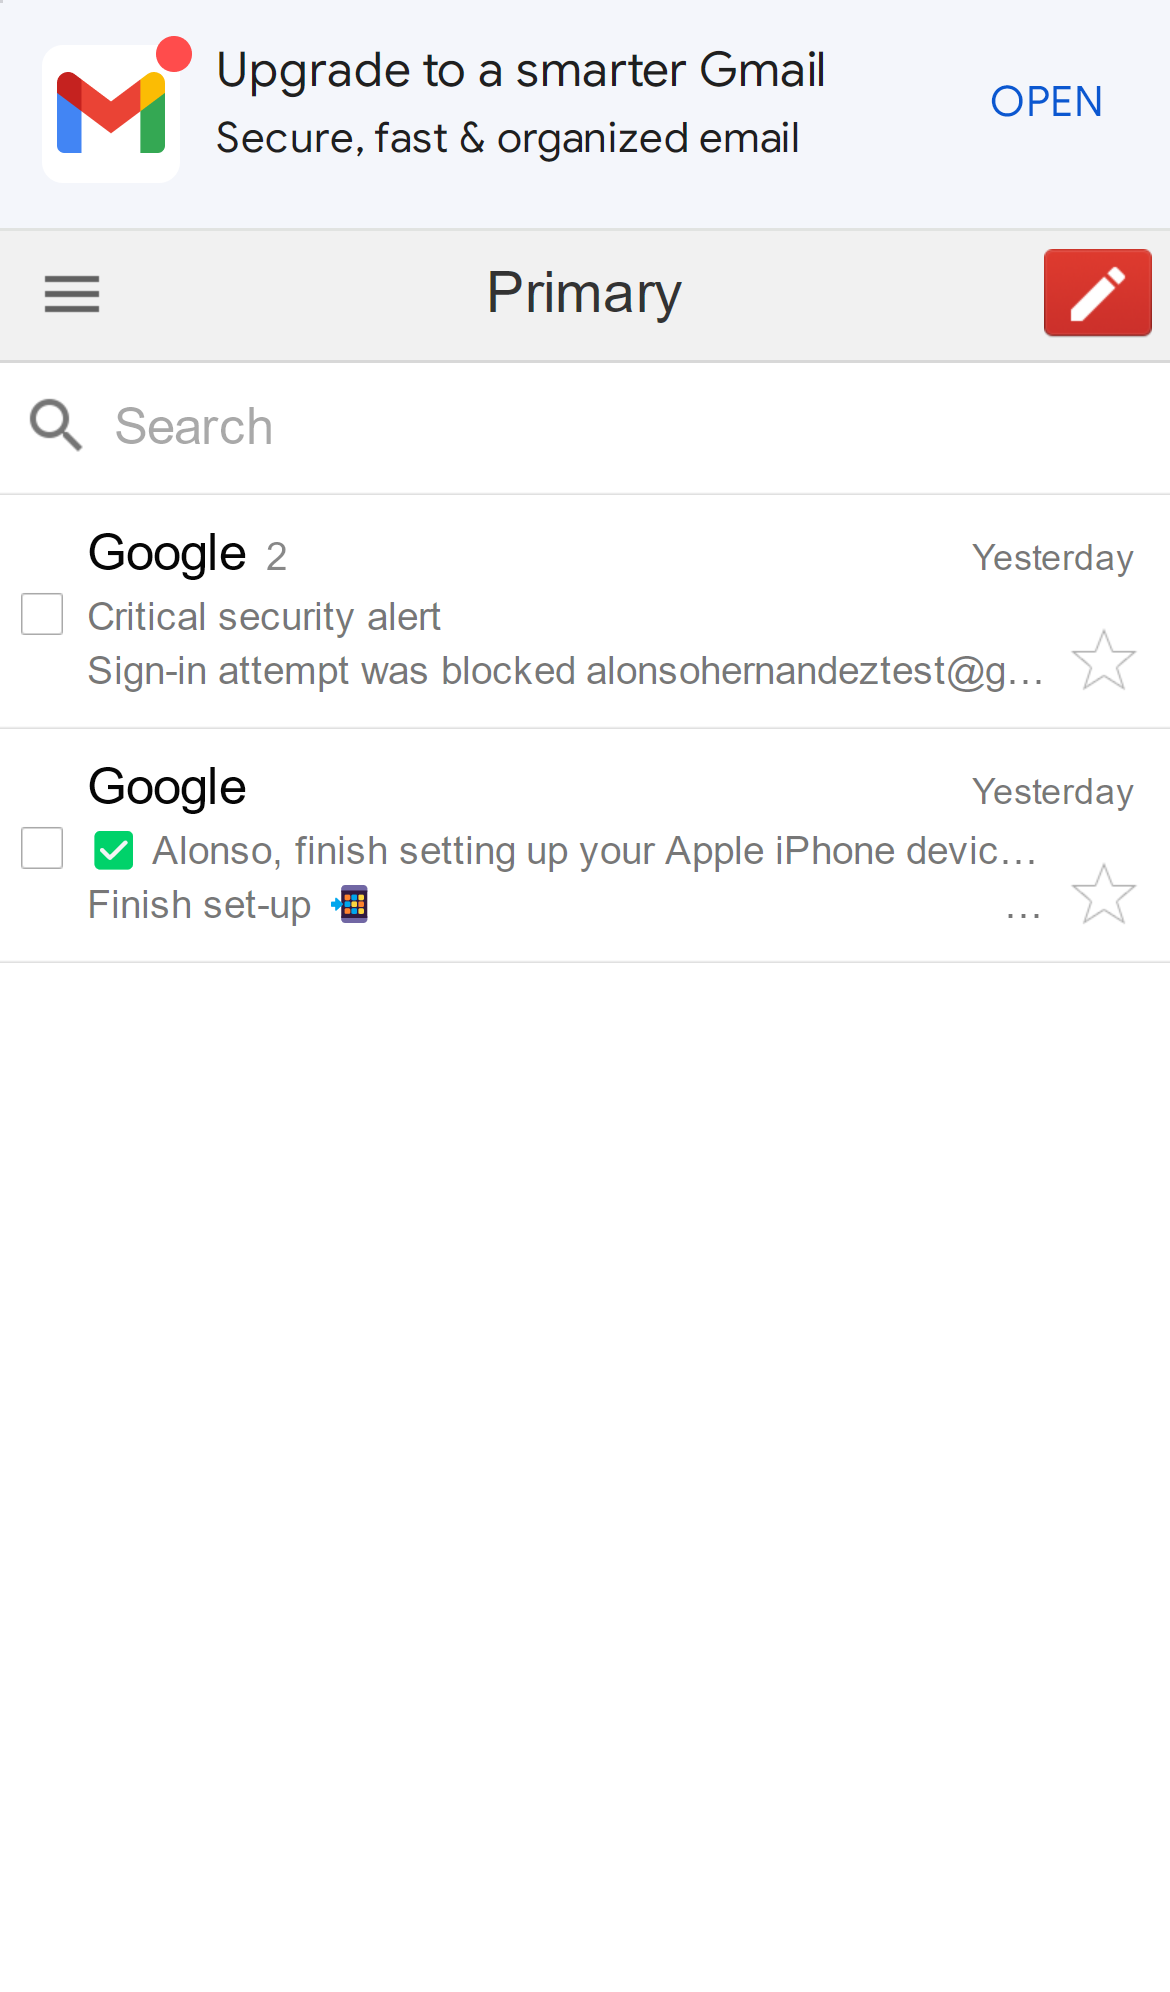 Upgrade to a smarter Gmail
Secure, fast & organized email
OPEN
Primary
Search
Google 2
Yesterday
Critical security alert
Sign-in attempt was blocked alonsohernandeztest@g…
Google
Yesterday
✅ Alonso, finish setting up your Apple iPhone devic…
Finish set-up 📲 …